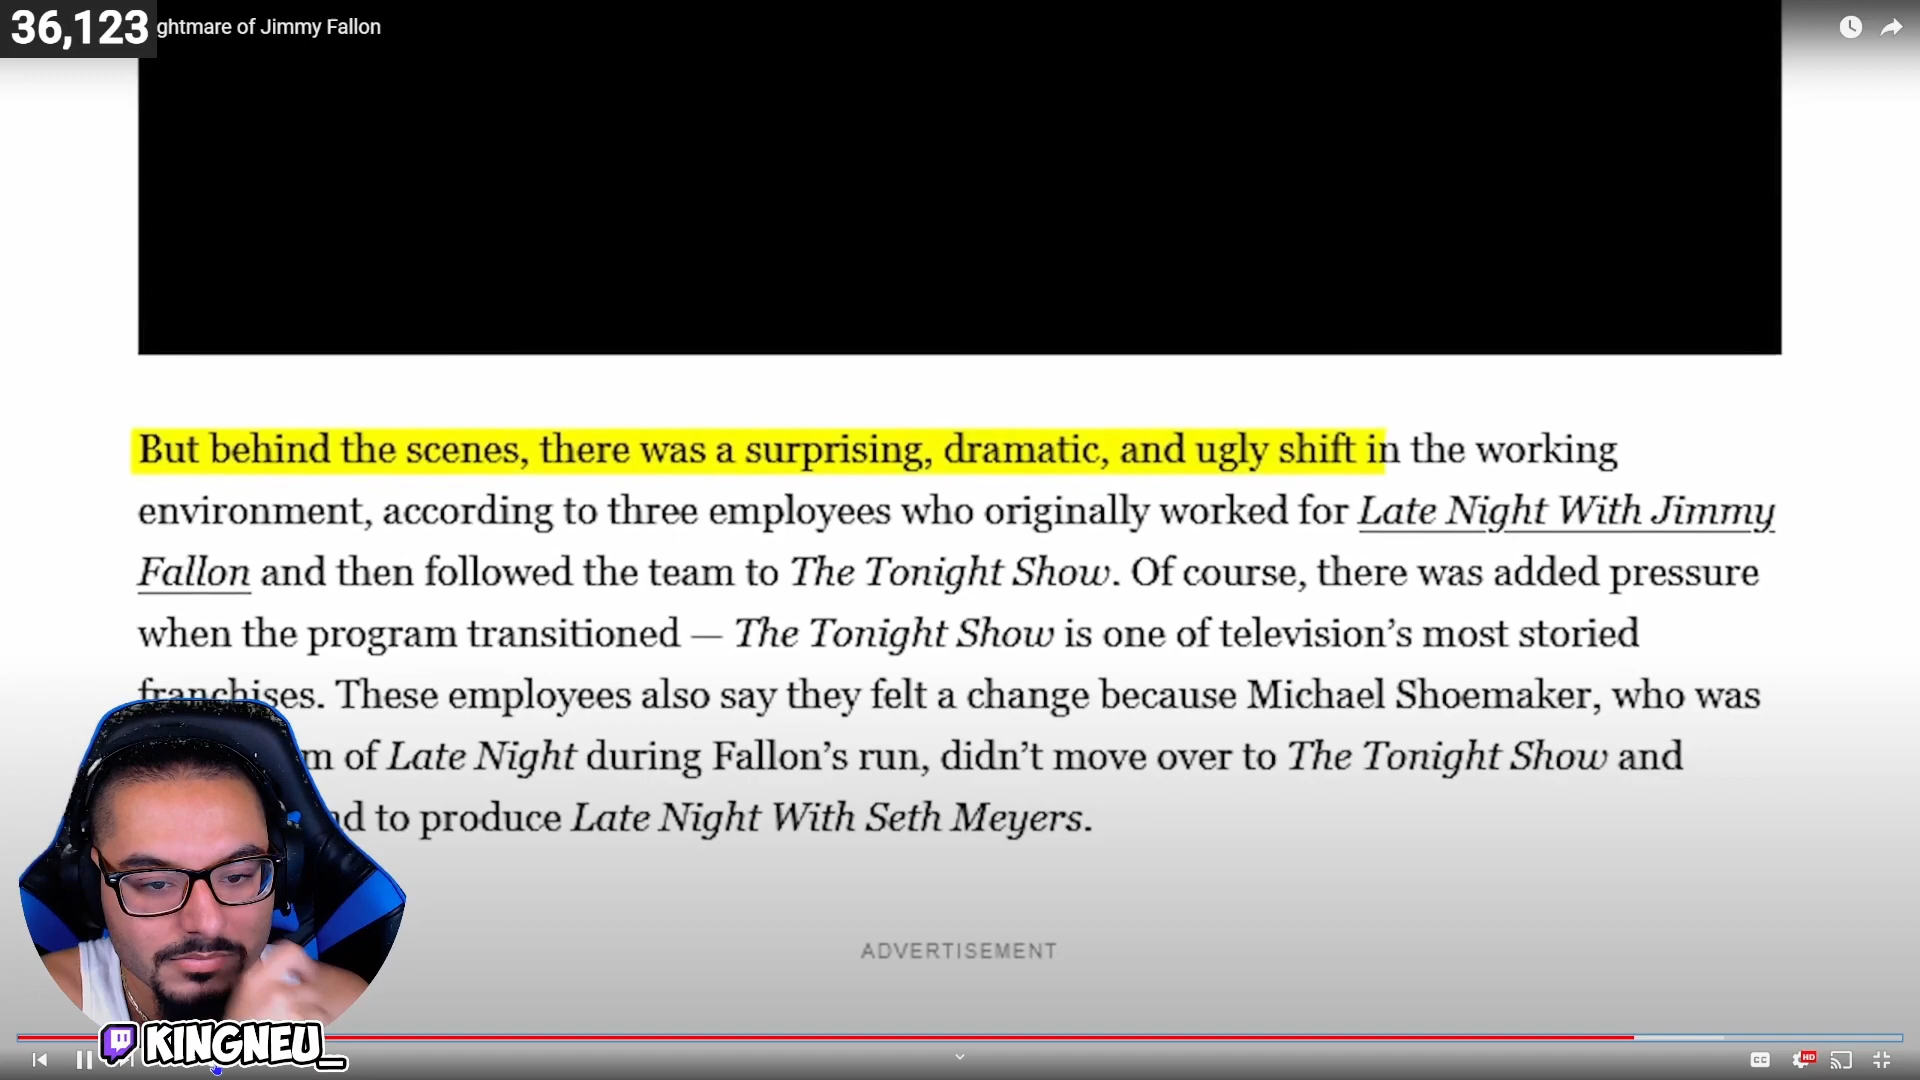 36,123
ghtmare of Jimmy Fallon
But behind the scenes, there was a surprising, dramatic, and ugly shift in the working
environment, according to three employees who originally worked for Late Night With Jimmy
Fallon and then followed the team to The Tonight Show. Of course, there was added pressure
when the program transitioned — The Tonight Show is one of television’s most storied
franchises. These employees also say they felt a change because Michael Shoemaker, who was
m of Late Night during Fallon’s run, didn’t move over to The Tonight Show and
nd to produce Late Night With Seth Meyers.
ADVERTISEMENT
KINGNEU_
CC
HD